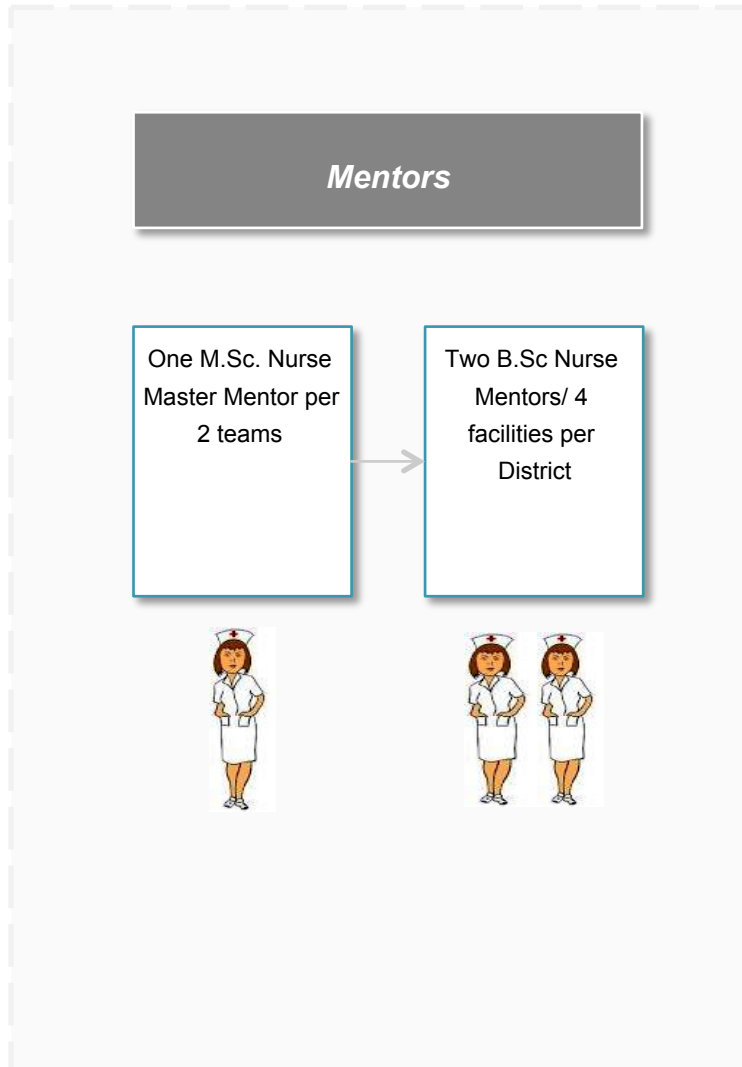 Mentors
One M.Sc. Nurse
Master Mentor per
2 teams
Two B.Sc Nurse
Mentors/ 4
facilities per
District